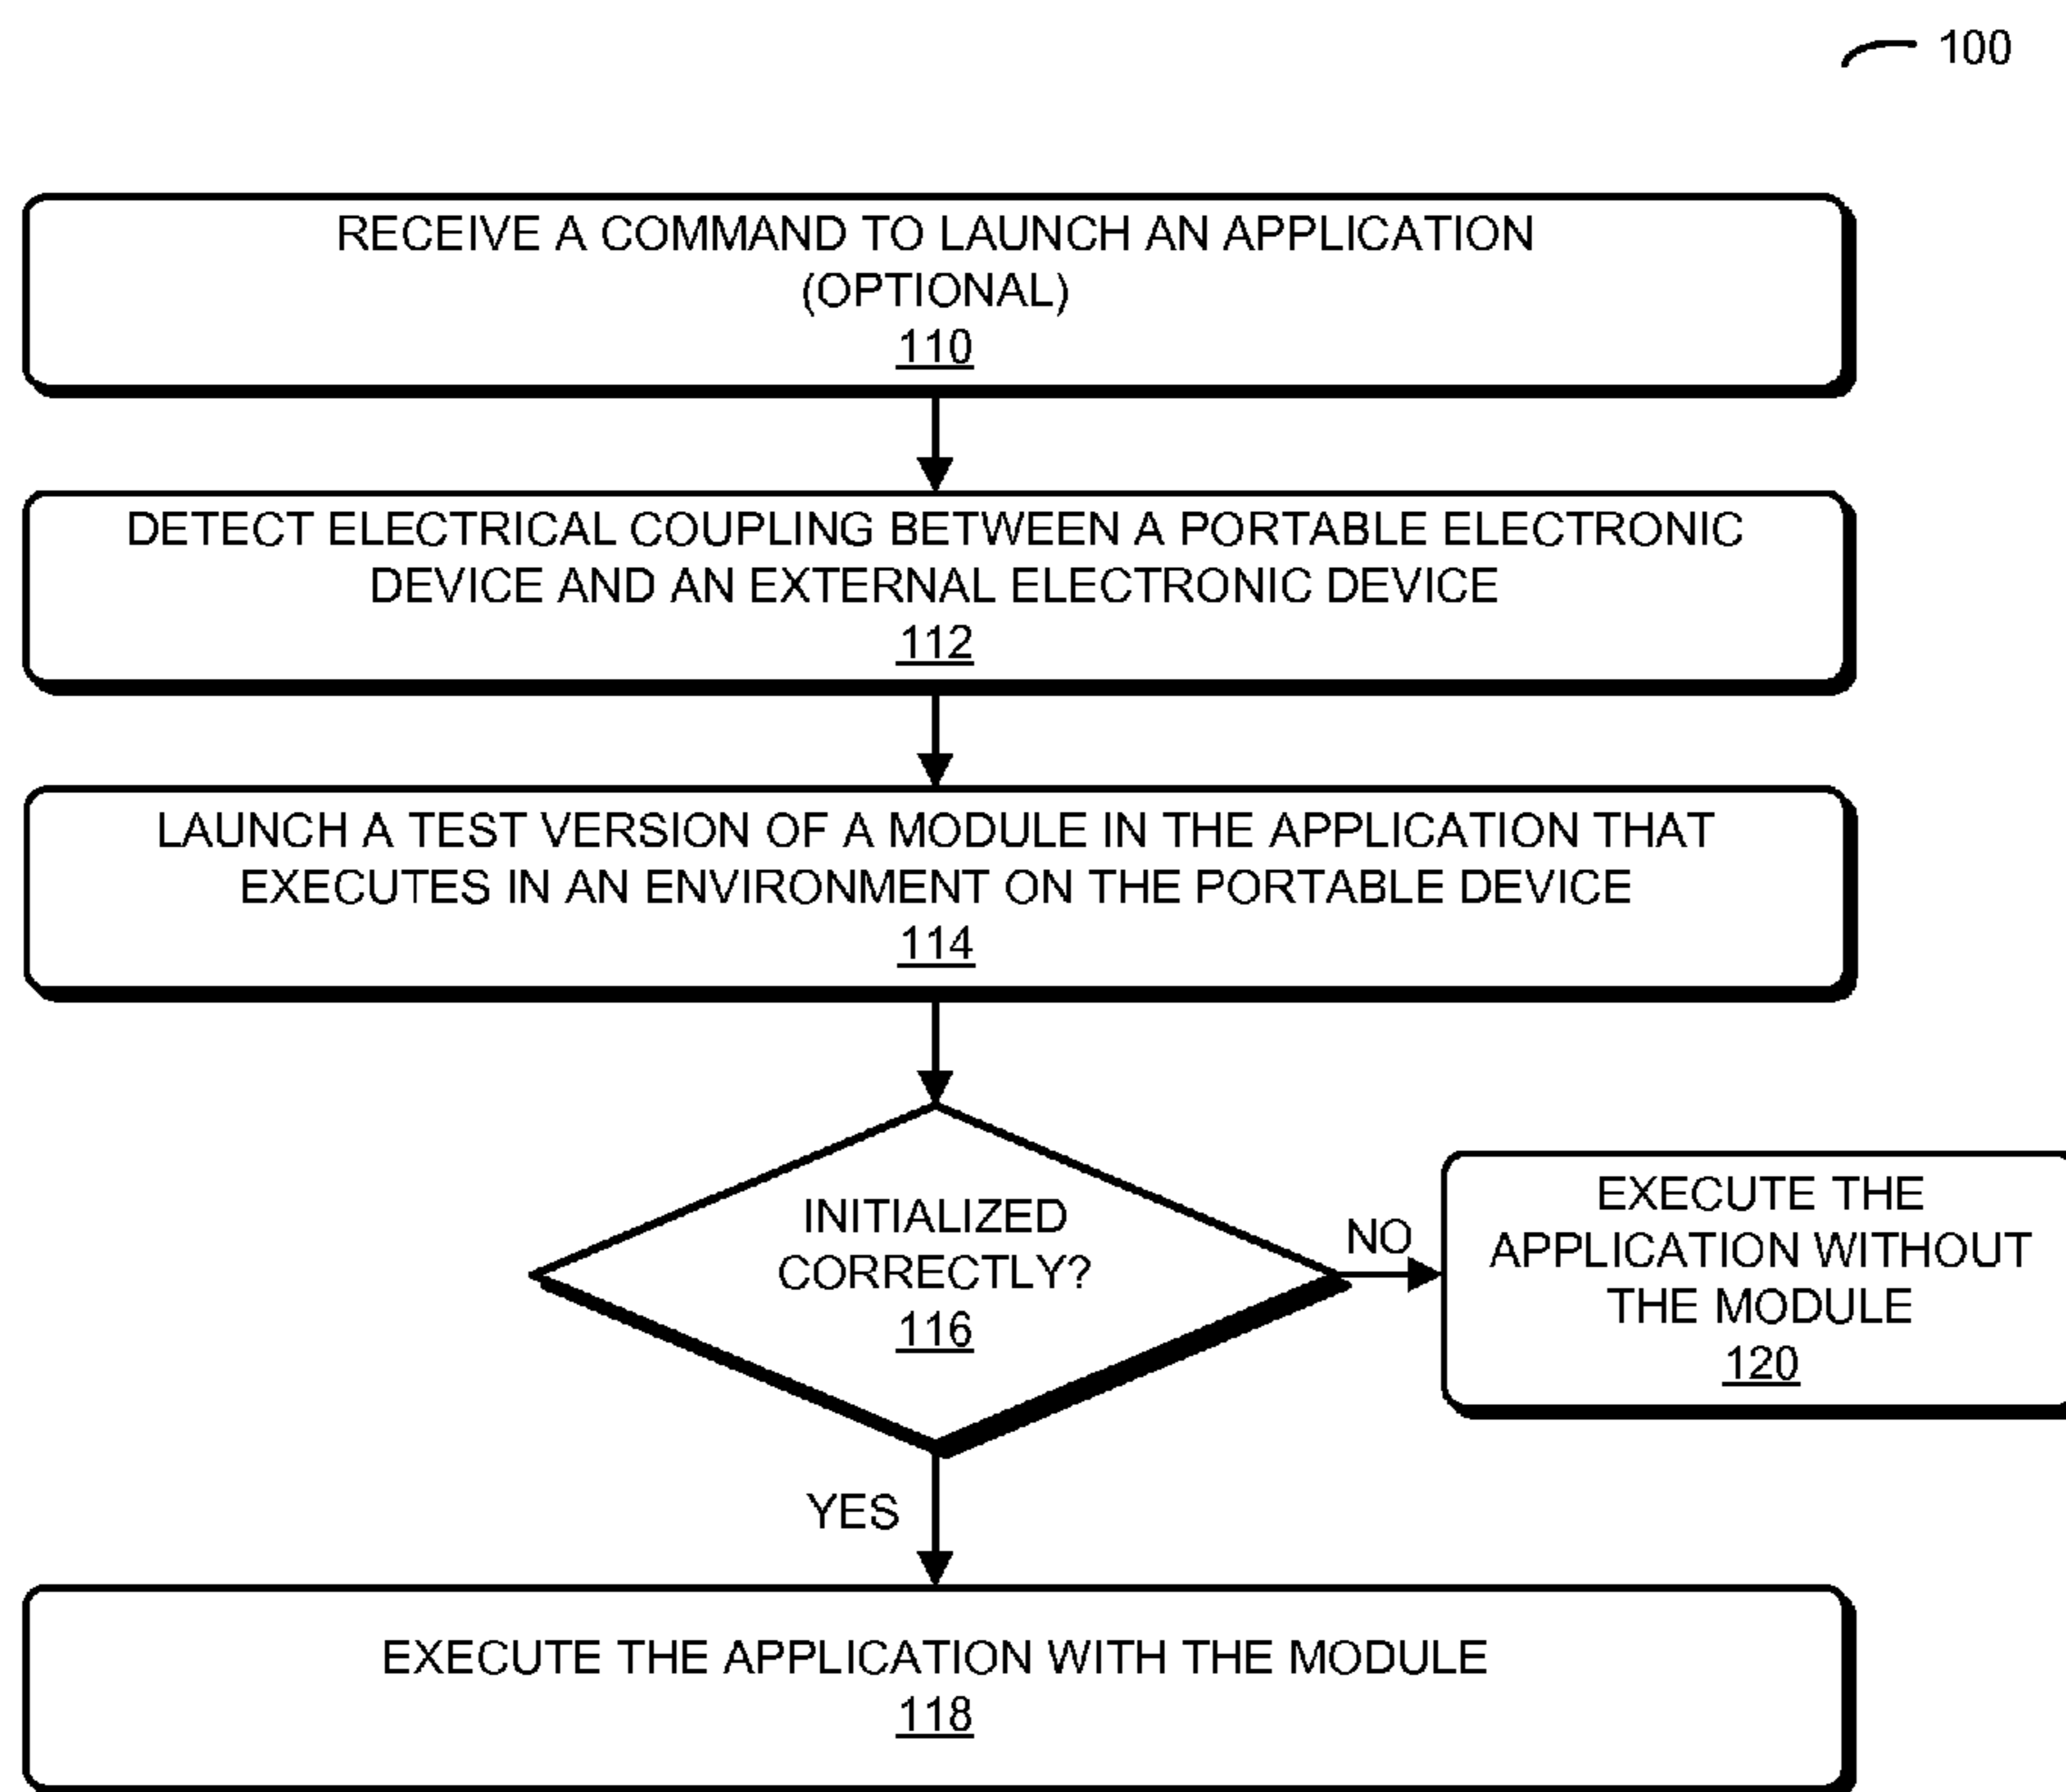 100
RECEIVE A COMMAND TO LAUNCH AN APPLICATION
(OPTIONAL)
110
DETECT ELECTRICAL COUPLING BETWEEN A PORTABLE ELECTRONIC
DEVICE AND AN EXTERNAL ELECTRONIC DEVICE
112
LAUNCH A TEST VERSION OF A MODULE IN THE APPLICATION THAT
EXECUTES IN AN ENVIRONMENT ON THE PORTABLE DEVICE
114
INITIALIZED
CORRECTLY?
116
NO
EXECUTE THE
APPLICATION WITHOUT
THE MODULE
120
YES
EXECUTE THE APPLICATION WITH THE MODULE
118